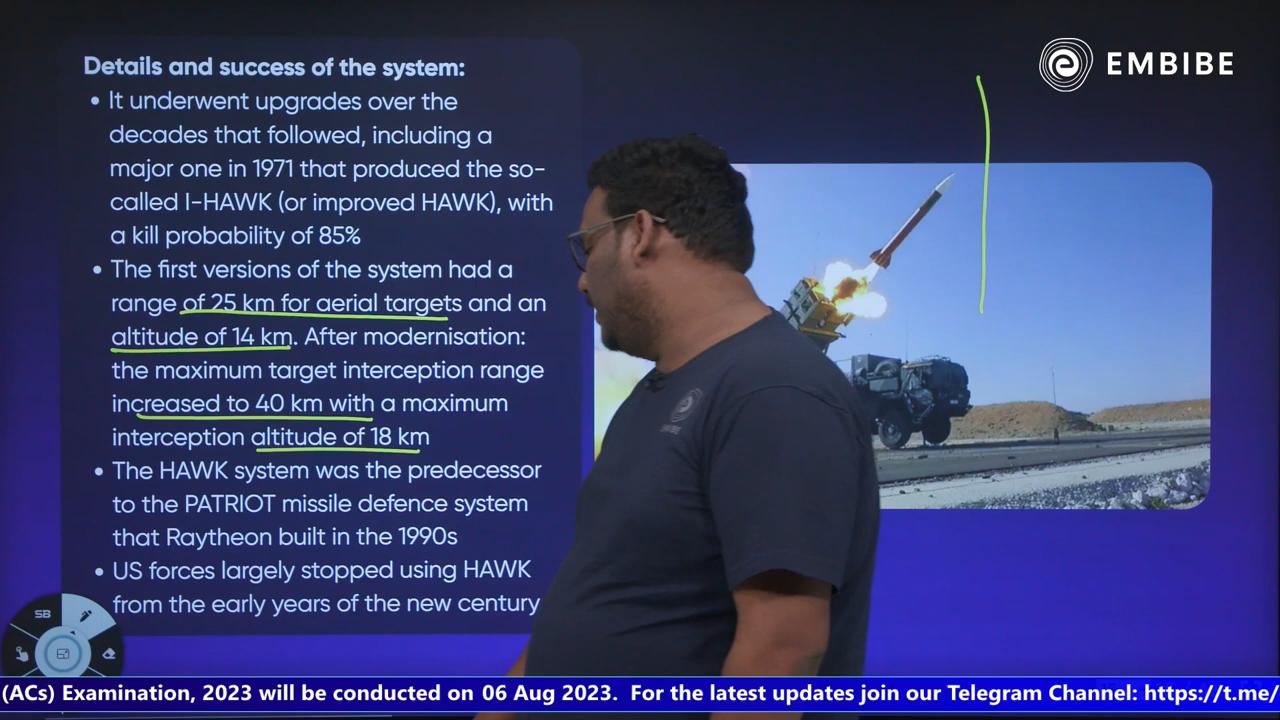 EMBIBE
Details and success of the system:
• It underwent upgrades over the
decades that followed, including a
major one in 1971 that produced the so-
called I-HAWK (or improved HAWK), with
a kill probability of 85%
• The first versions of the system had a
range of 25 km for aerial targets and an
altitude of 14 km. After modernisation:
the maximum target interception range
increased to 40 km with a maximum
interception altitude of 18 km
• The HAWK system was the predecessor
to the PATRIOT missile defence system
that Raytheon built in the 1990s
• US forces largely stopped using HAWK
from the early years of the new century
EMBIBE
SB
(ACs) Examination, 2023 will be conducted on 06 Aug 2023. For the latest updates join our Telegram Channel: https://t.me/